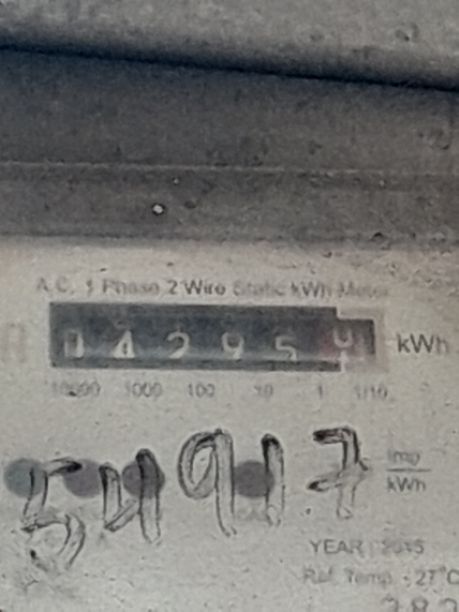 A.C. 1 Phase 2 Wire Static kWh Meter
0 4 2 9 5 9 kWh
10000 1000 100 10 1 1/10
54917 imp/kWh
YEAR : 2015
Ref. Temp. - 27°C